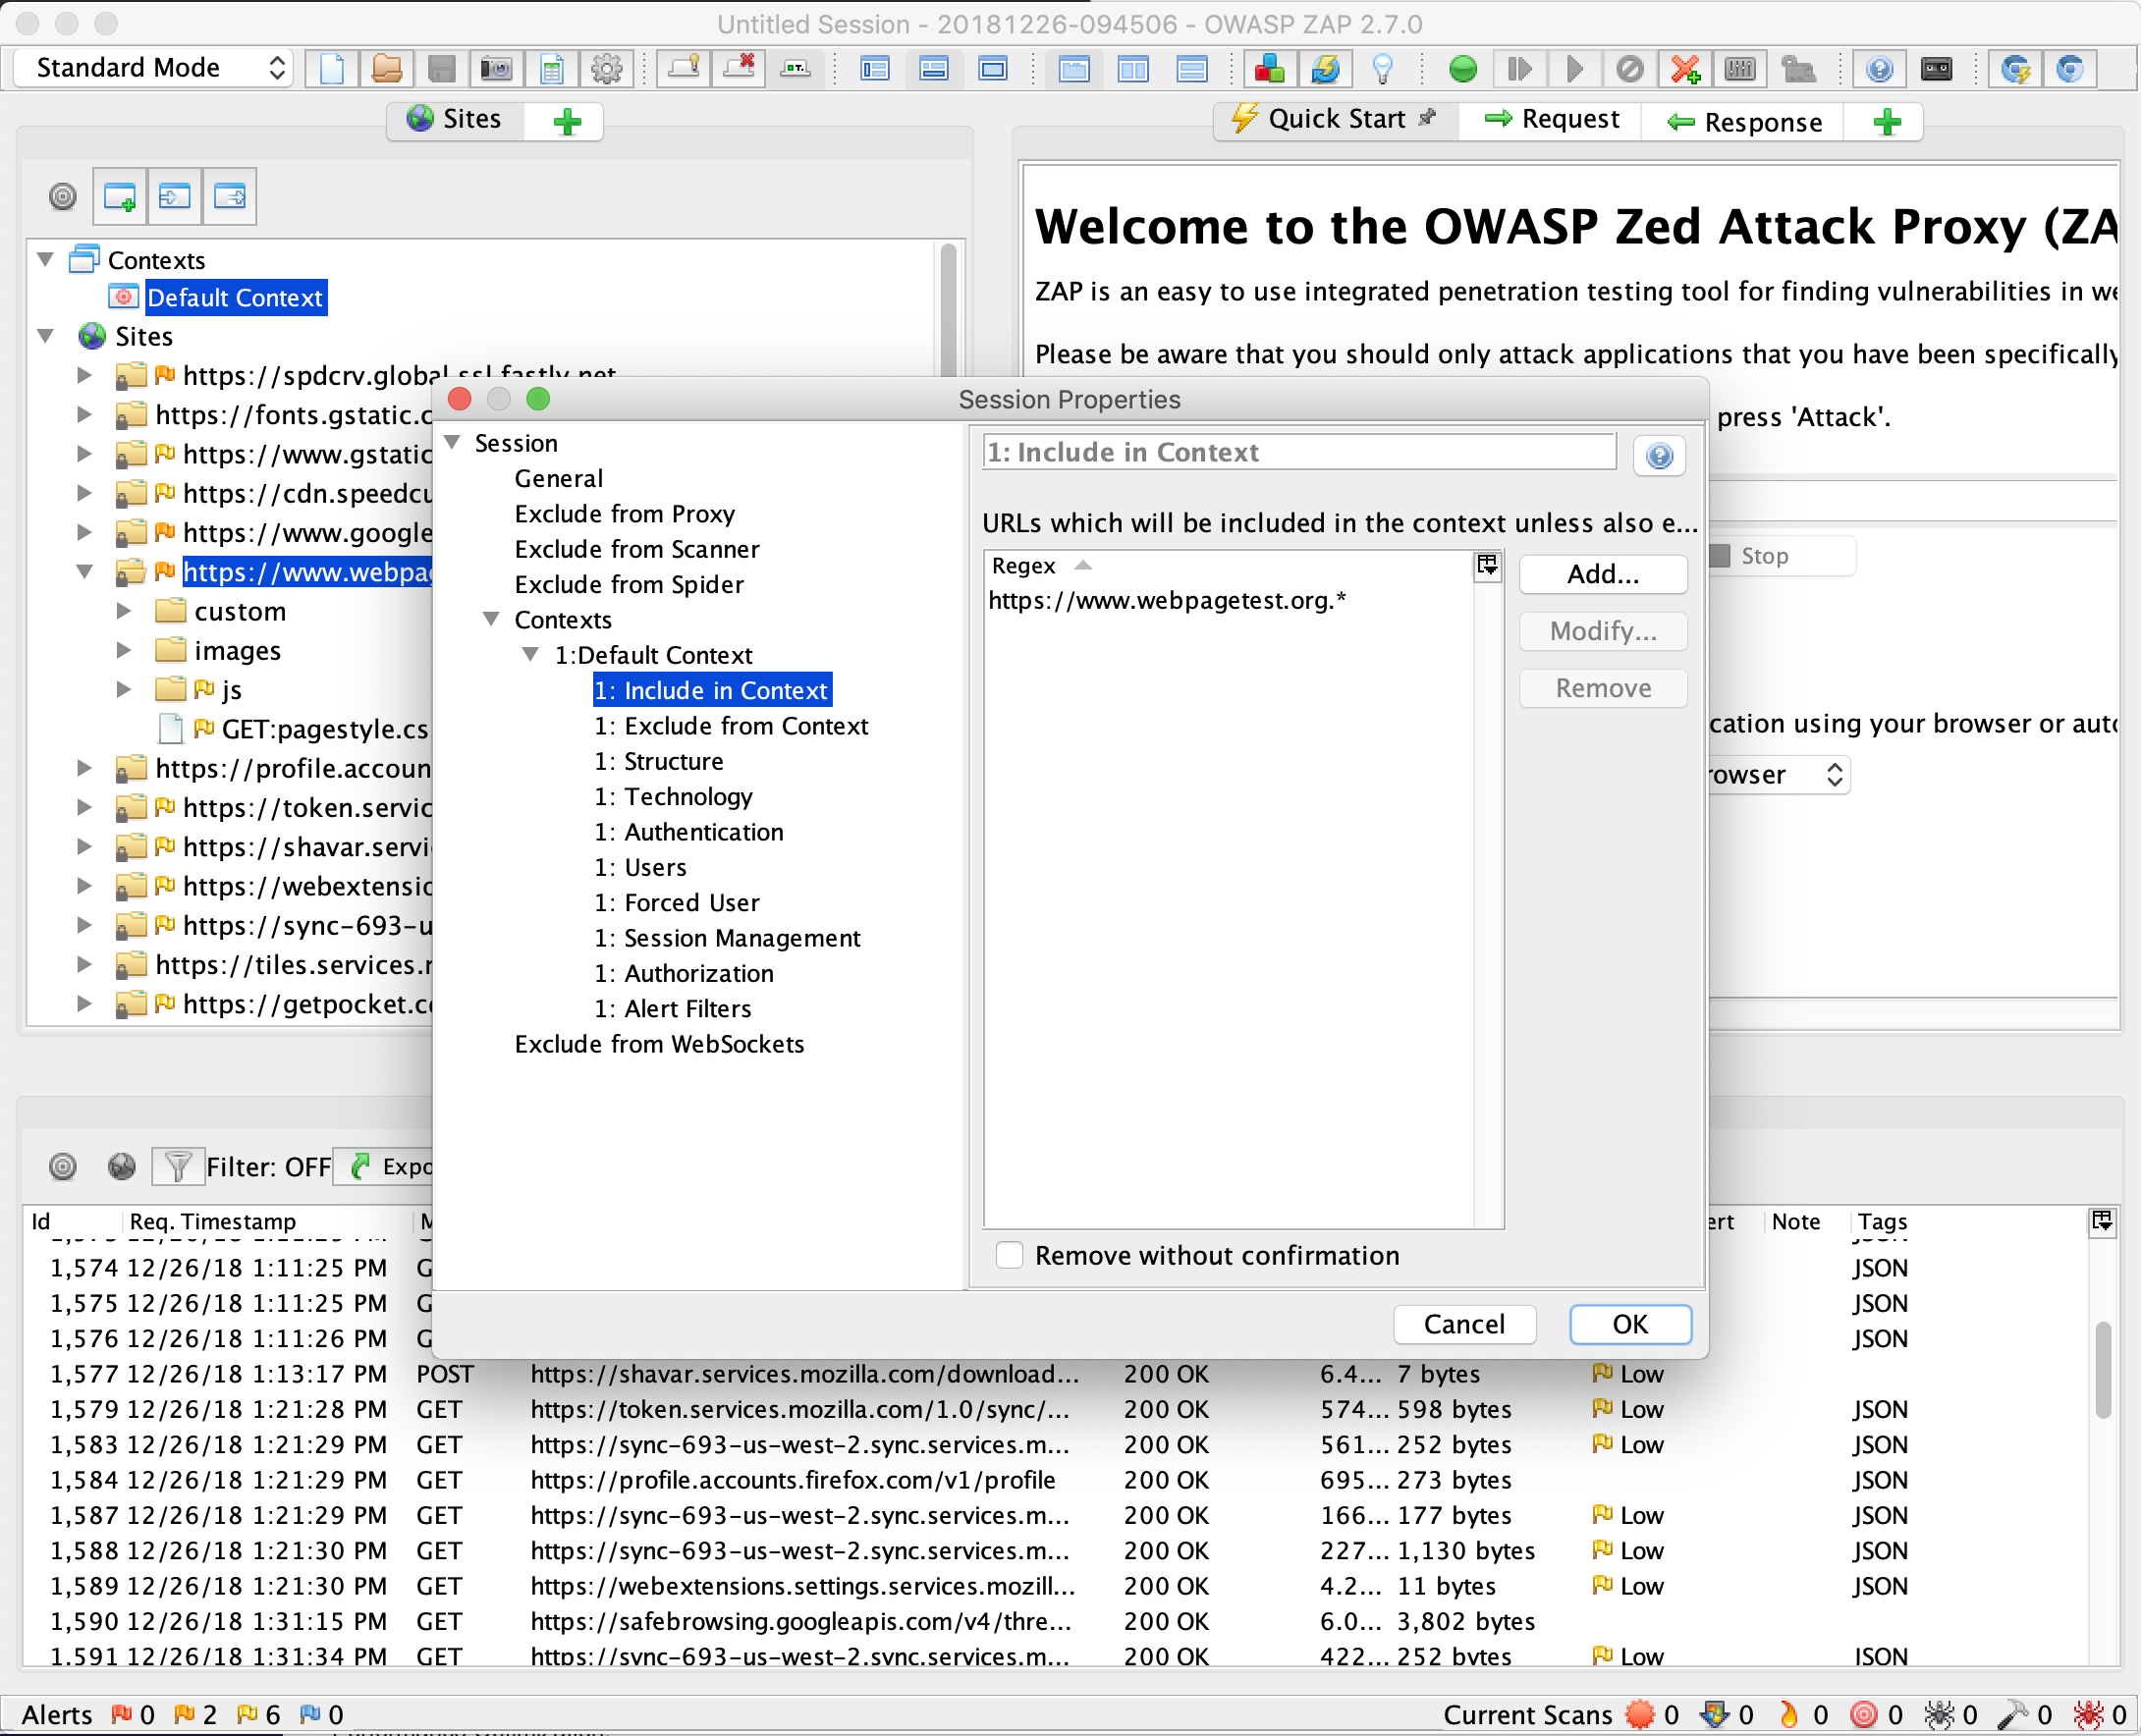 Untitled Session - 20181226-094506 - OWASP ZAP 2.7.0
Standard Mode
Sites
Quick Start
Request
Response
Contexts
Default Context
Sites
https://spdcrv.global.ssl.fastly.net
https://fonts.gstatic.c
https://www.gstatic
https://cdn.speedcu
https://www.google
https://www.webpag
custom
images
js
GET:pagestyle.cs
https://profile.accoun
https://token.servic
https://shavar.servi
https://webextensio
https://sync-693-u
https://tiles.services.
https://getpocket.c
Welcome to the OWASP Zed Attack Proxy (ZA
ZAP is an easy to use integrated penetration testing tool for finding vulnerabilities in we
Please be aware that you should only attack applications that you have been specifically
press 'Attack'.
Stop
cation using your browser or auto
rowser
Session Properties
Session
General
Exclude from Proxy
Exclude from Scanner
Exclude from Spider
Contexts
1:Default Context
1: Include in Context
1: Exclude from Context
1: Structure
1: Technology
1: Authentication
1: Users
1: Forced User
1: Session Management
1: Authorization
1: Alert Filters
Exclude from WebSockets
1: Include in Context
URLs which will be included in the context unless also e...
Regex
https://www.webpagetest.org.*
Add...
Modify...
Remove
Remove without confirmation
Cancel
OK
Filter: OFF
Expo
Id Req. Timestamp M ert Note Tags
1,574 12/26/18 1:11:25 PM G JSON
1,575 12/26/18 1:11:25 PM G JSON
1,576 12/26/18 1:11:26 PM G JSON
1,577 12/26/18 1:13:17 PM POST https://shavar.services.mozilla.com/download... 200 OK 6.4... 7 bytes Low
1,579 12/26/18 1:21:28 PM GET https://token.services.mozilla.com/1.0/sync/... 200 OK 574... 598 bytes Low JSON
1,583 12/26/18 1:21:29 PM GET https://sync-693-us-west-2.sync.services.m... 200 OK 561... 252 bytes Low JSON
1,584 12/26/18 1:21:29 PM GET https://profile.accounts.firefox.com/v1/profile 200 OK 695... 273 bytes JSON
1,587 12/26/18 1:21:29 PM GET https://sync-693-us-west-2.sync.services.m... 200 OK 166... 177 bytes Low JSON
1,588 12/26/18 1:21:30 PM GET https://sync-693-us-west-2.sync.services.m... 200 OK 227... 1,130 bytes Low JSON
1,589 12/26/18 1:21:30 PM GET https://webextensions.settings.services.mozill... 200 OK 4.2... 11 bytes Low JSON
1,590 12/26/18 1:31:15 PM GET https://safebrowsing.googleapis.com/v4/thre... 200 OK 6.0... 3,802 bytes
1,591 12/26/18 1:31:34 PM GET https://sync-693-us-west-2.sync.services.m... 200 OK 422... 252 bytes Low JSON
Alerts 0 2 6 0 Current Scans 0 0 0 0 0 0 0